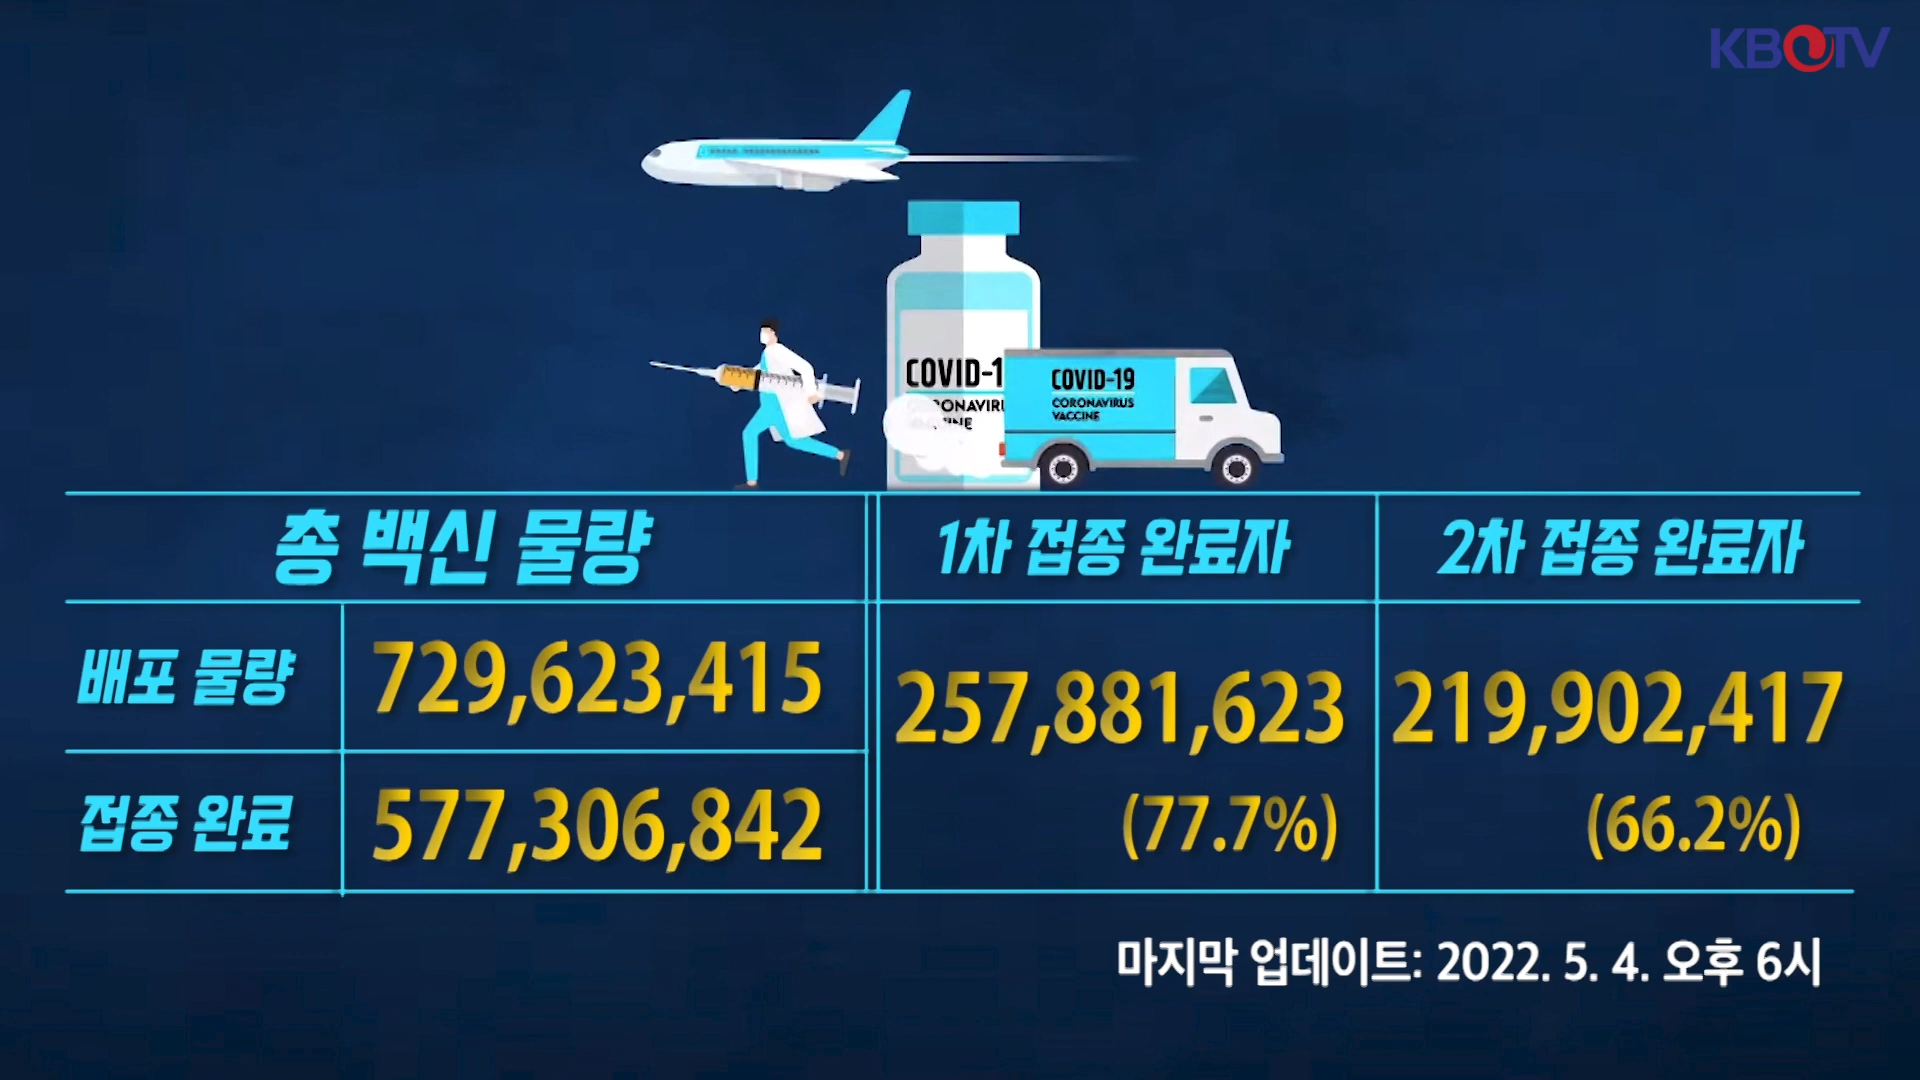 KBTV
COVID-1
CORONAVIRU
VACCINE
COVID-19
CORONAVIRUS
VACCINE
총 백신 물량
1차 접종 완료자
2차 접종 완료자
배포 물량
729,623,415
257,881,623
219,902,417
접종 완료
577,306,842
(77.7%)
(66.2%)
마지막 업데이트: 2022. 5. 4. 오후 6시